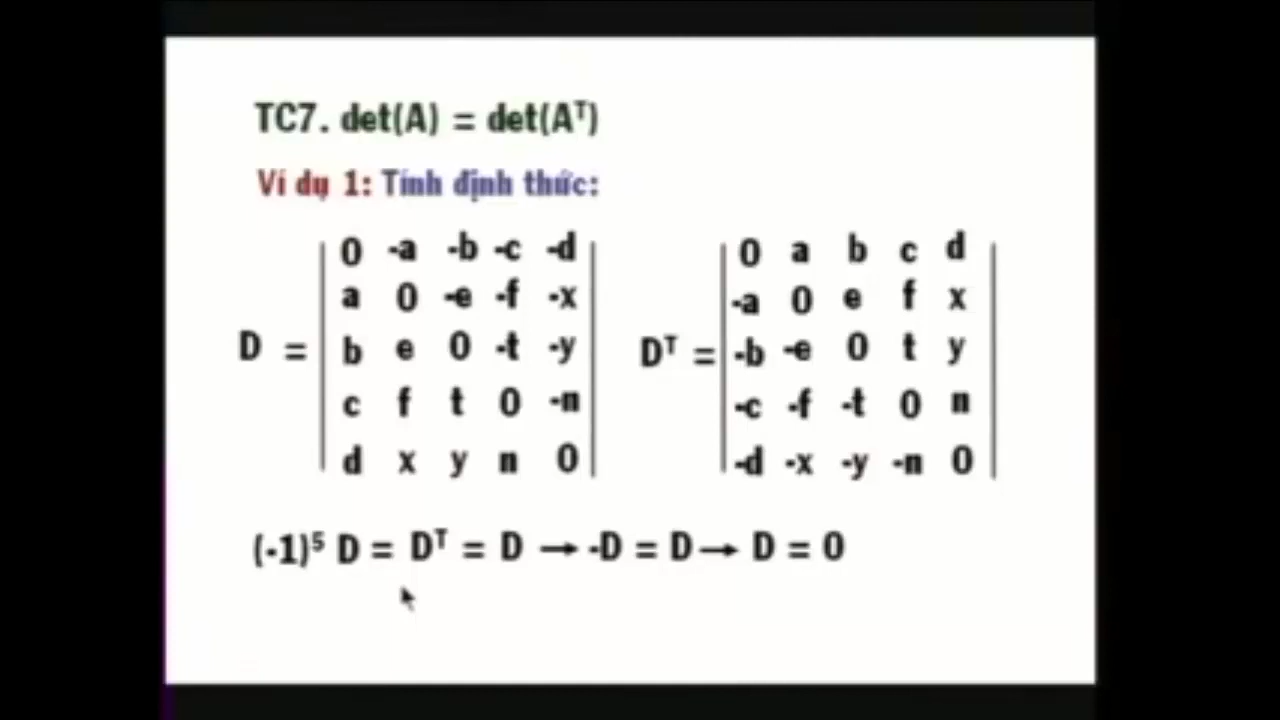 TC7. det(A) = det(Aᵀ)
Ví dụ 1: Tính định thức:
0 -a -b -c -d
a 0 -e -f -x
D = b e 0 -t -y
c f t 0 -n
d x y n 0
0 a b c d
-a 0 e f x
Dᵀ = -b -e 0 t y
-c -f -t 0 n
-d -x -y -n 0
(-1)⁵ D = Dᵀ = D → -D = D → D = 0